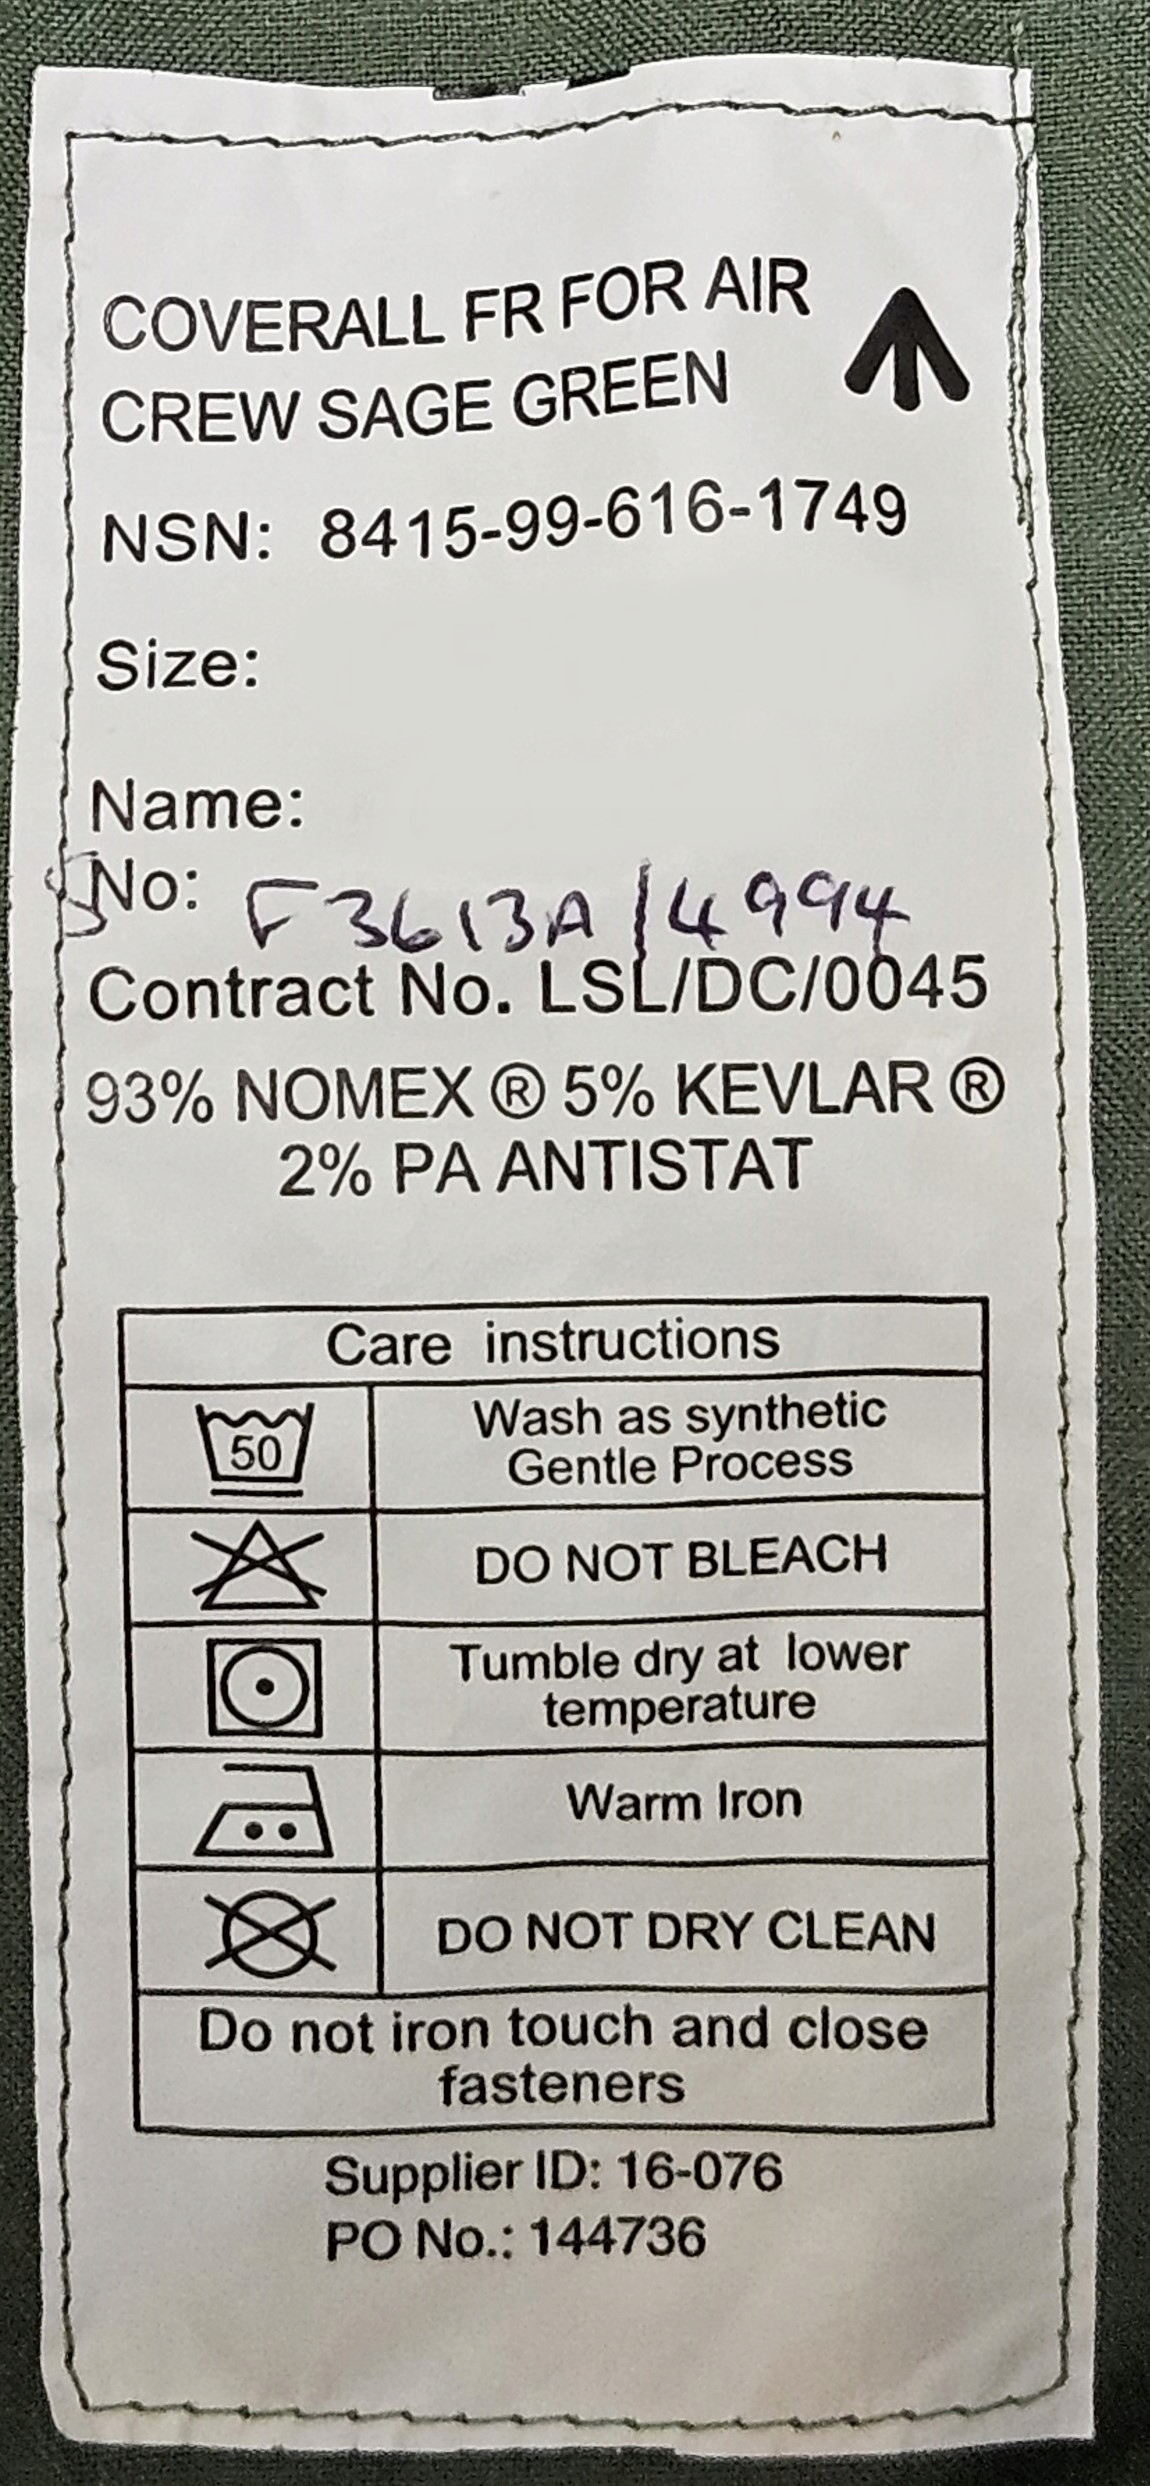 COVERALL FR FOR AIR
CREW SAGE GREEN
NSN: 8415-99-616-1749
Size:
Name:
No: F3613A/4994
Contract No. LSL/DC/0045
93% NOMEX ® 5% KEVLAR ®
2% PA ANTISTAT
Care instructions
50
Wash as synthetic
Gentle Process
DO NOT BLEACH
Tumble dry at lower
temperature
Warm Iron
DO NOT DRY CLEAN
Do not iron touch and close
fasteners
Supplier ID: 16-076
PO No.: 144736